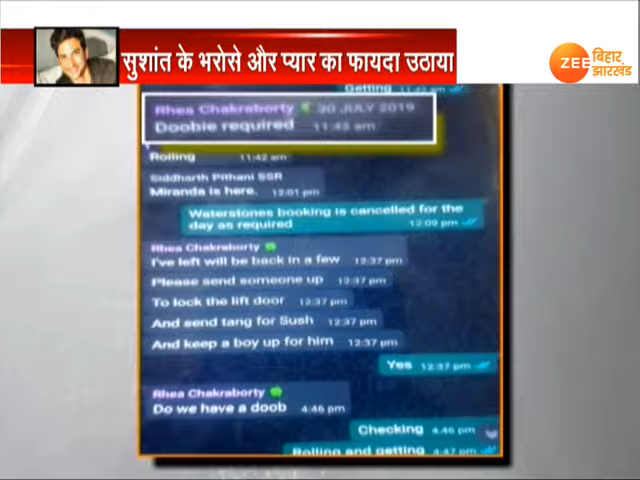 सुशांत के भरोसे और प्यार का फायदा उठाया
ZEE बिहार
झारखंड
Getting 11:42 am
Rhea Chakraborty 30 JULY 2019
Doobie required 11:43 am
Rolling 11:42 am
Siddharth Pithani SSR
Miranda is here. 12:01 pm
Waterstones booking is cancelled for the
day as required 12:09 pm
Rhea Chakraborty
I've left will be back in a few 12:37 pm
Please send someone up 12:37 pm
To lock the lift door 12:37 pm
And send tang for Sush 12:37 pm
And keep a boy up for him 12:37 pm
Yes 12:37 pm
Rhea Chakraborty
Do we have a doob 4:46 pm
Checking 4:46 pm
Rolling and getting 4:47 pm